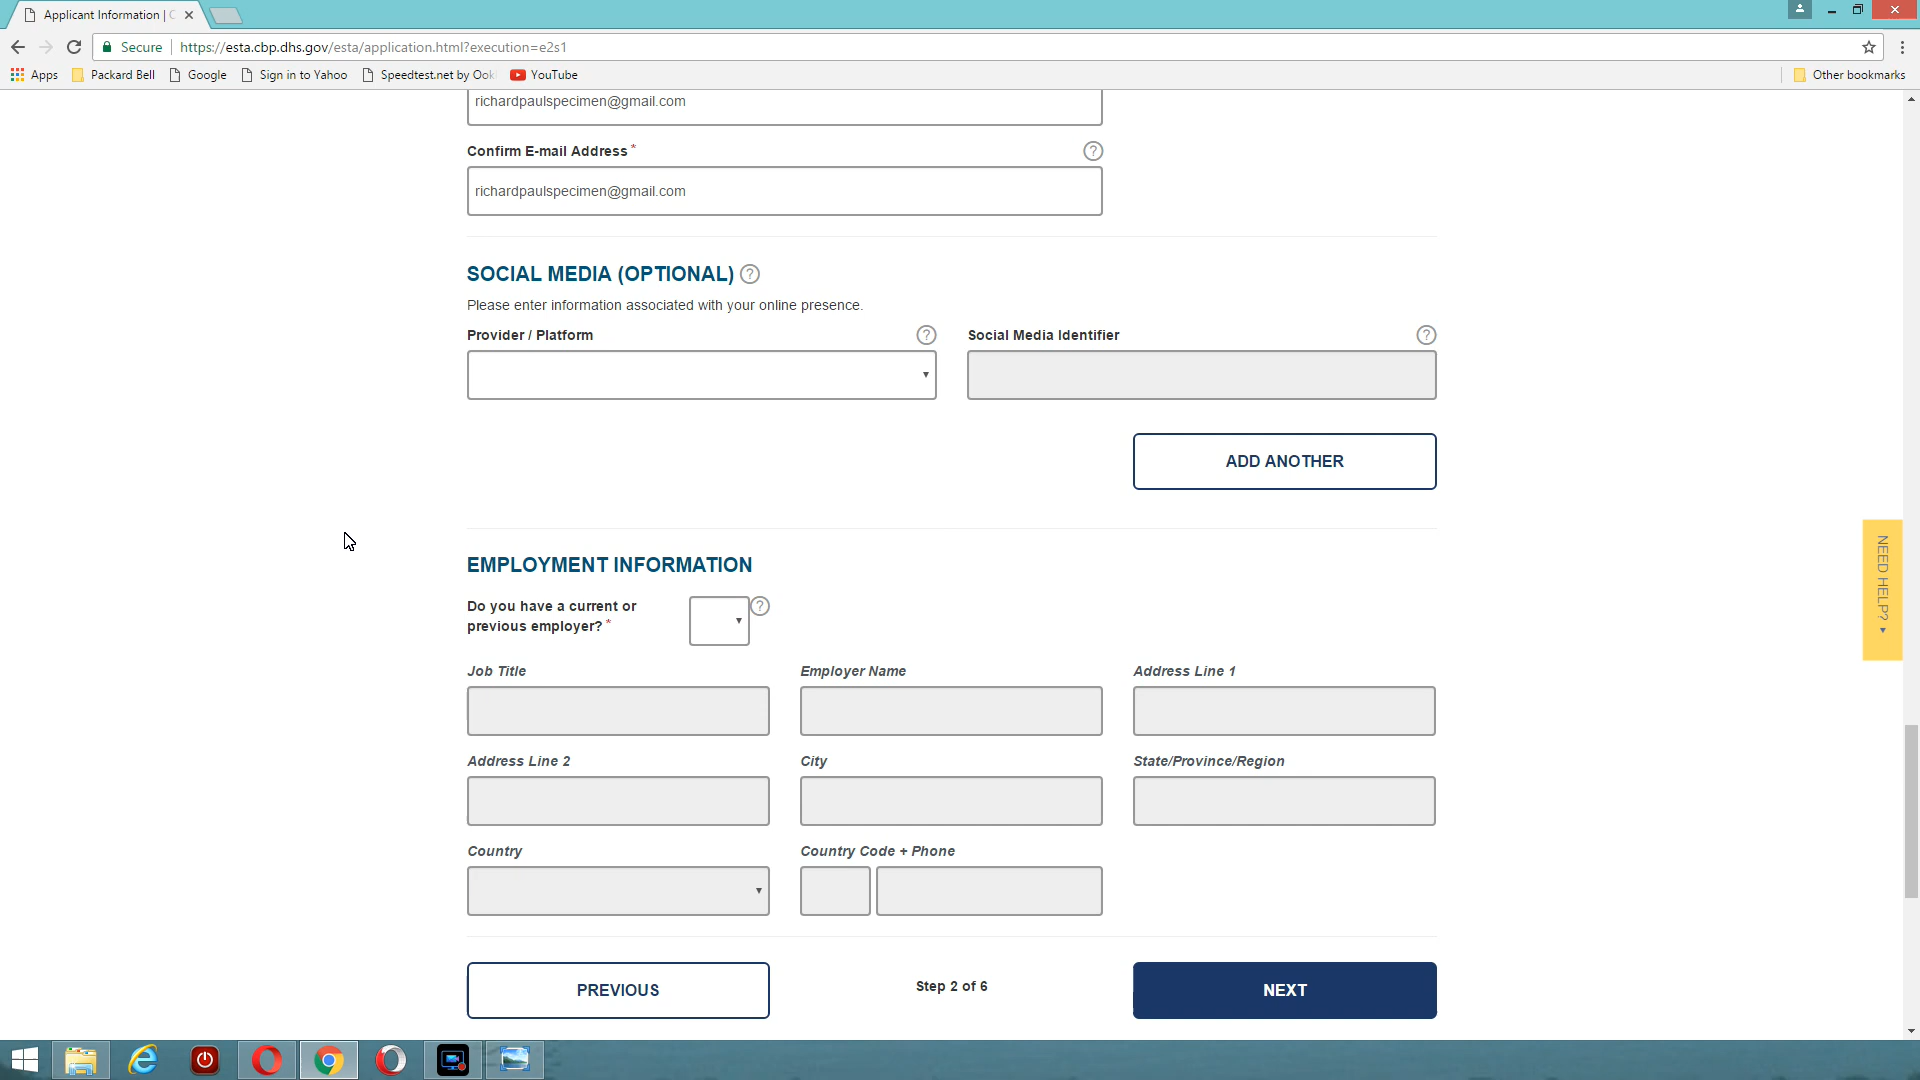 Applicant Information | C
Secure https://esta.cbp.dhs.gov/esta/application.html?execution=e2s1
Apps Packard Bell Google Sign in to Yahoo Speedtest.net by Ookl YouTube Other bookmarks
richardpaulspecimen@gmail.com
Confirm E-mail Address * ?
richardpaulspecimen@gmail.com
SOCIAL MEDIA (OPTIONAL) ?
Please enter information associated with your online presence.
Provider / Platform ? Social Media Identifier ?
ADD ANOTHER
NEED HELP?
EMPLOYMENT INFORMATION
Do you have a current or ?
previous employer? *
Job Title Employer Name Address Line 1
Address Line 2 City State/Province/Region
Country Country Code + Phone
PREVIOUS Step 2 of 6 NEXT